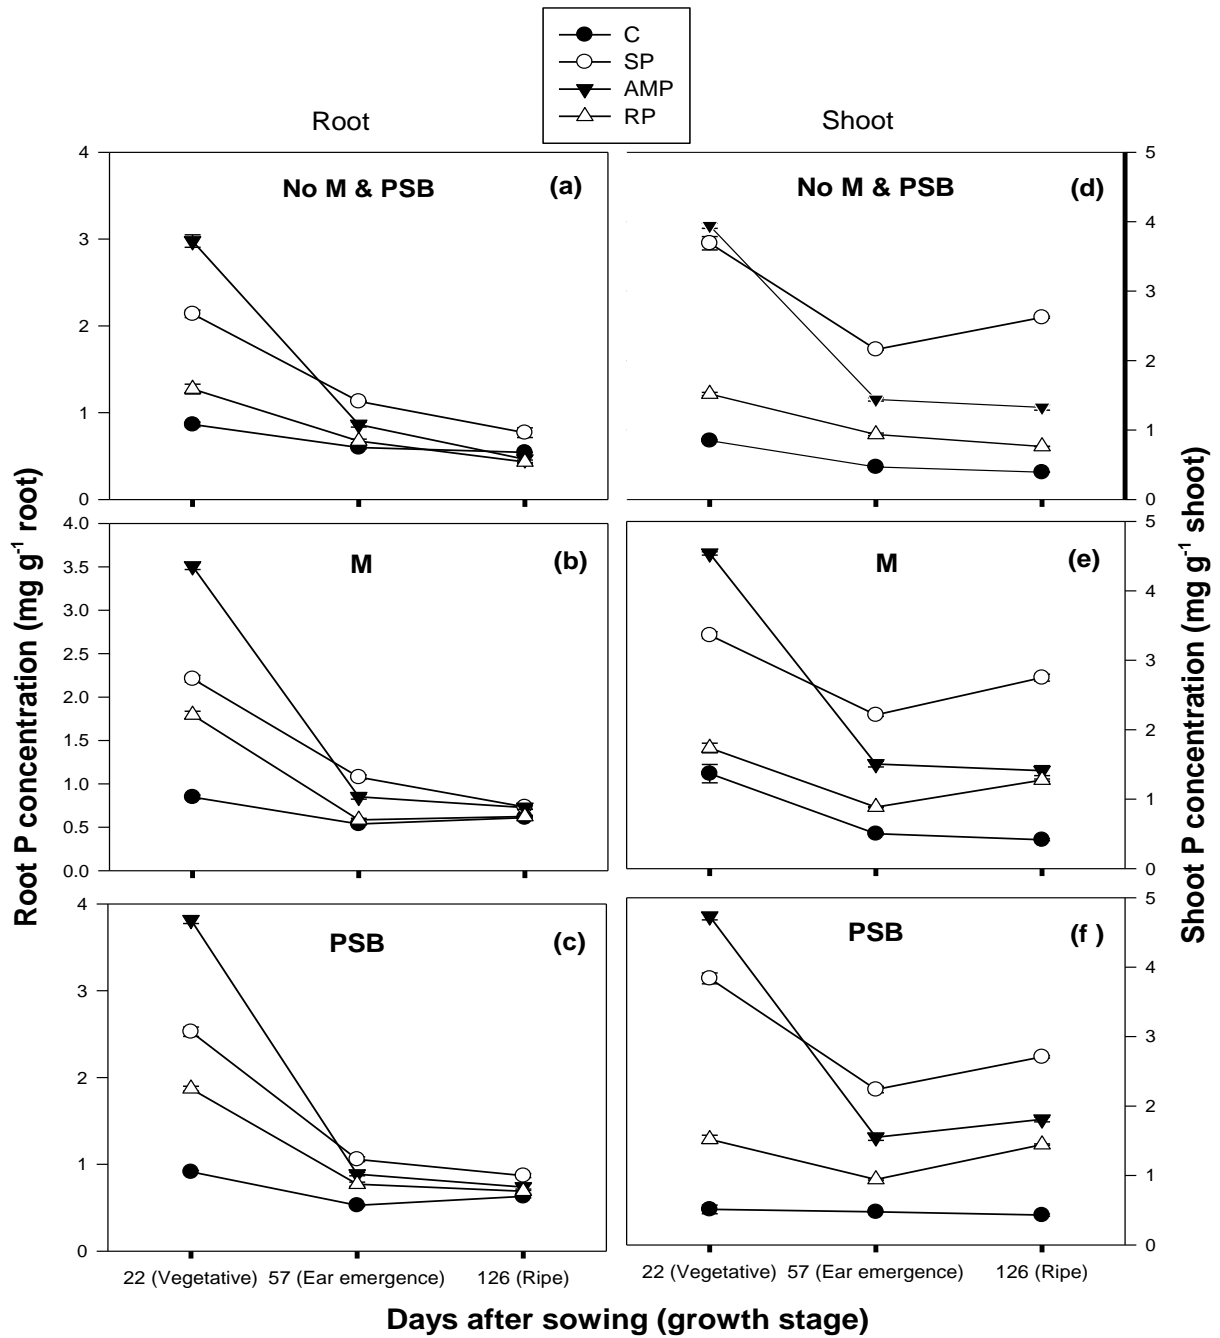 C
SP
AMP
RP
Root
Shoot
4
3
2
1
0
No M & PSB
(a)
No M & PSB
(d)
5
4
3
2
1
0
4.0
3.5
3.0
2.5
2.0
1.5
1.0
0.5
0.0
M
(b)
M
(e)
5
4
3
2
1
0
4
3
2
1
0
PSB
(c)
PSB
(f )
5
4
3
2
1
0
Root P concentration (mg g-1 root)
Shoot P concentration (mg g-1 shoot)
22 (Vegetative)
57 (Ear emergence)
126 (Ripe)
22 (Vegetative)
57 (Ear emergence)
126 (Ripe)
Days after sowing (growth stage)